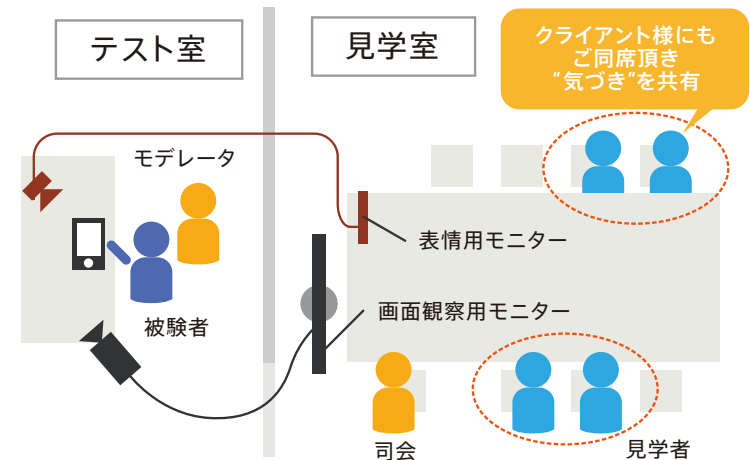 テスト室
見学室
クライアント様にも
ご同席頂き
“気づき”を共有
モデレータ
表情用モニター
画面観察用モニター
被験者
司会
見学者